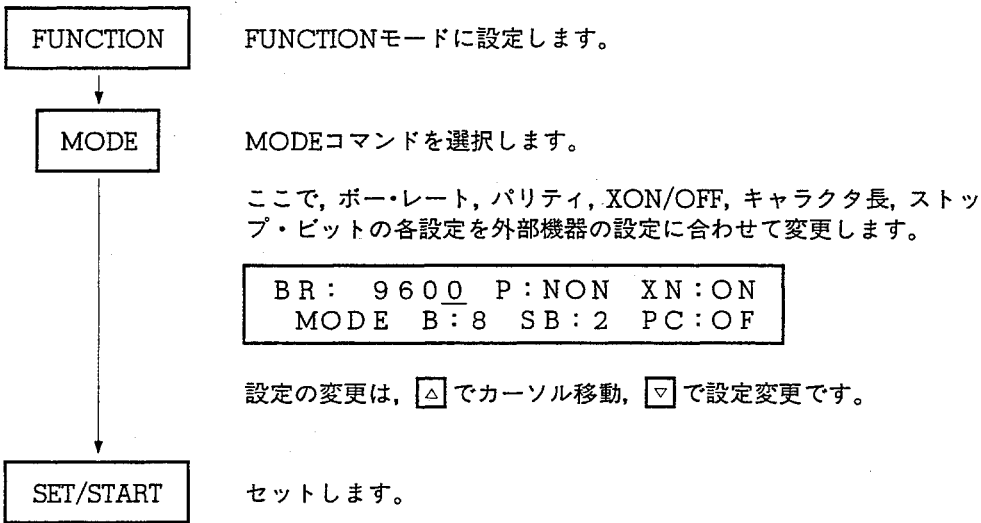 FUNCTION
FUNCTIONモードに設定します。
MODE
MODEコマンドを選択します。
ここで, ボー・レート, パリティ, XON/OFF, キャラクタ長, ストッ
プ・ビットの各設定を外部機器の設定に合わせて変更します。
BR: 9600 P:NON XN:ON
MODE B:8 SB:2 PC:OF
設定の変更は, △ でカーソル移動, ▽ で設定変更です。
SET/START
セットします。